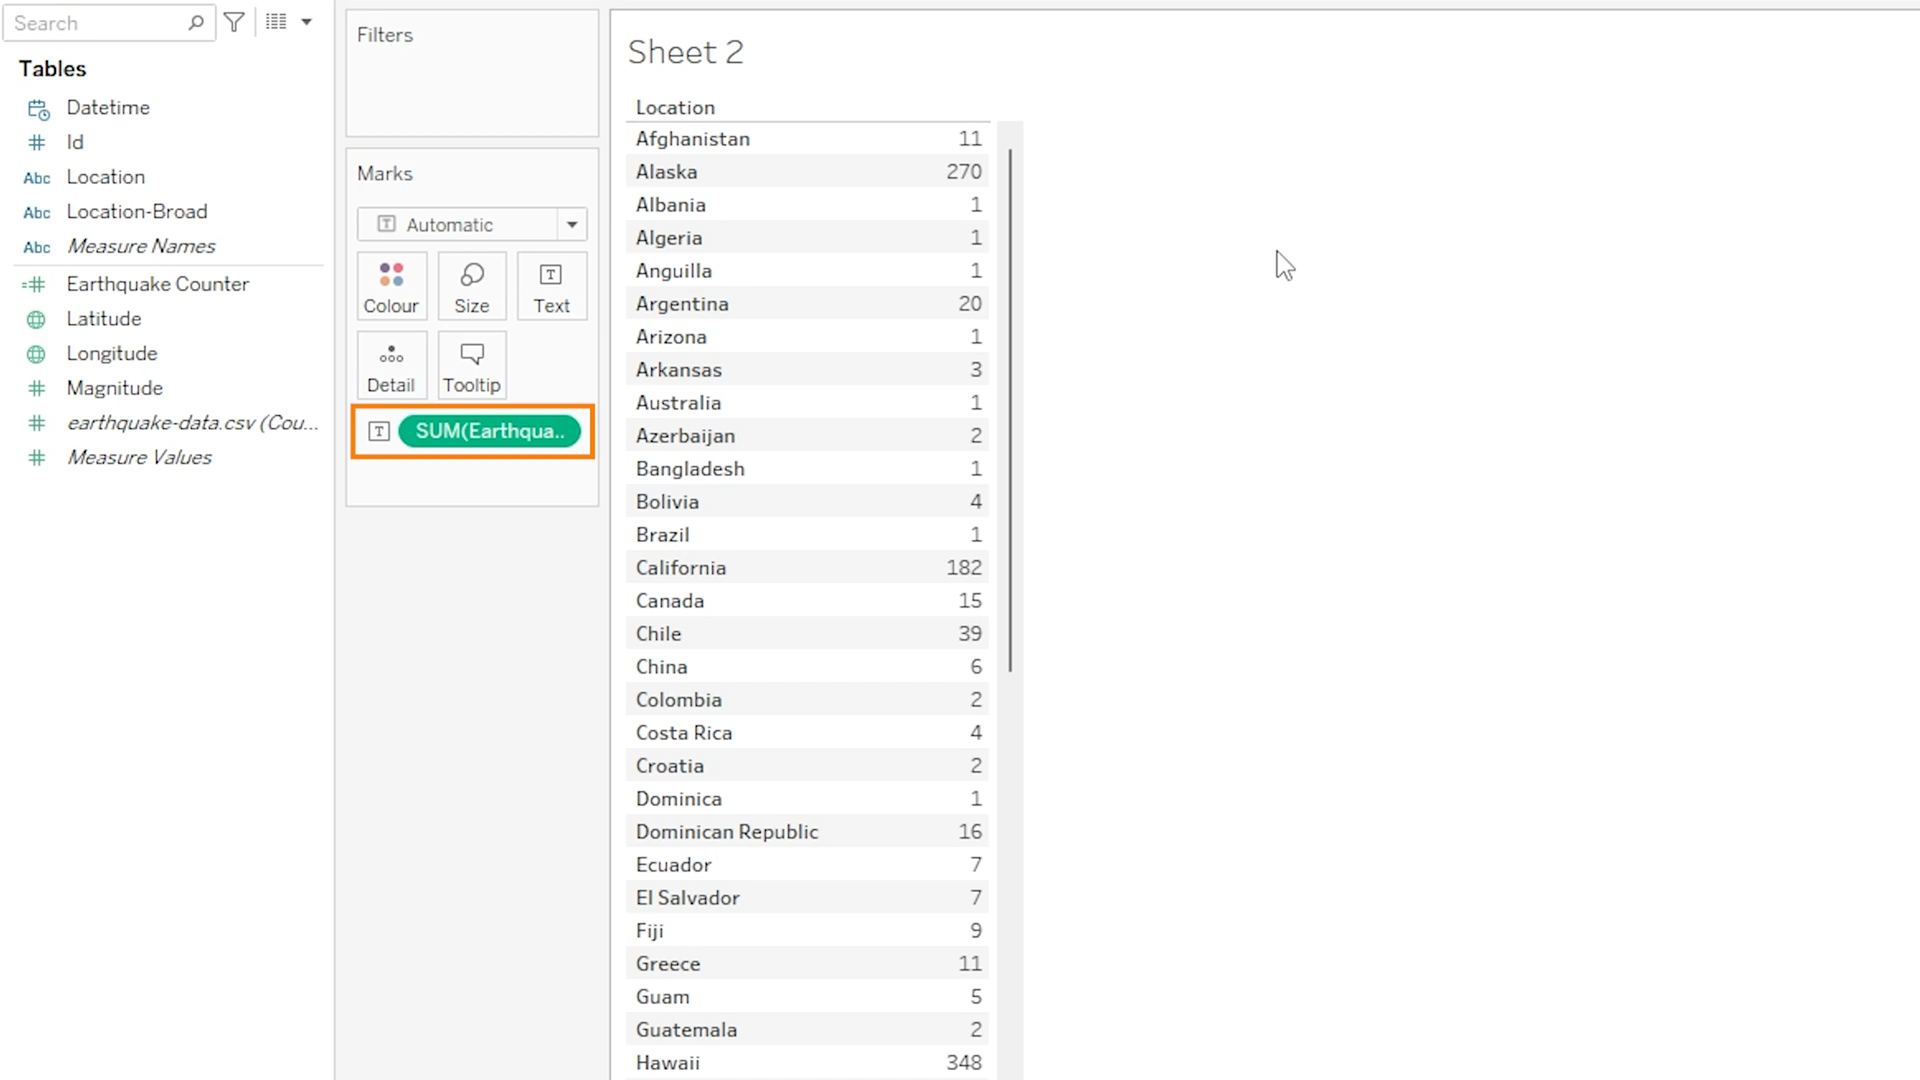 Search
Tables
Datetime
# Id
Abc Location
Abc Location-Broad
Abc Measure Names
=# Earthquake Counter
Latitude
Longitude
# Magnitude
# earthquake-data.csv (Cou...
# Measure Values
Filters
Marks
T Automatic
Colour
Size
T Text
Detail
Tooltip
T SUM(Earthqua..
Sheet 2
Location
Afghanistan 11
Alaska 270
Albania 1
Algeria 1
Anguilla 1
Argentina 20
Arizona 1
Arkansas 3
Australia 1
Azerbaijan 2
Bangladesh 1
Bolivia 4
Brazil 1
California 182
Canada 15
Chile 39
China 6
Colombia 2
Costa Rica 4
Croatia 2
Dominica 1
Dominican Republic 16
Ecuador 7
El Salvador 7
Fiji 9
Greece 11
Guam 5
Guatemala 2
Hawaii 348